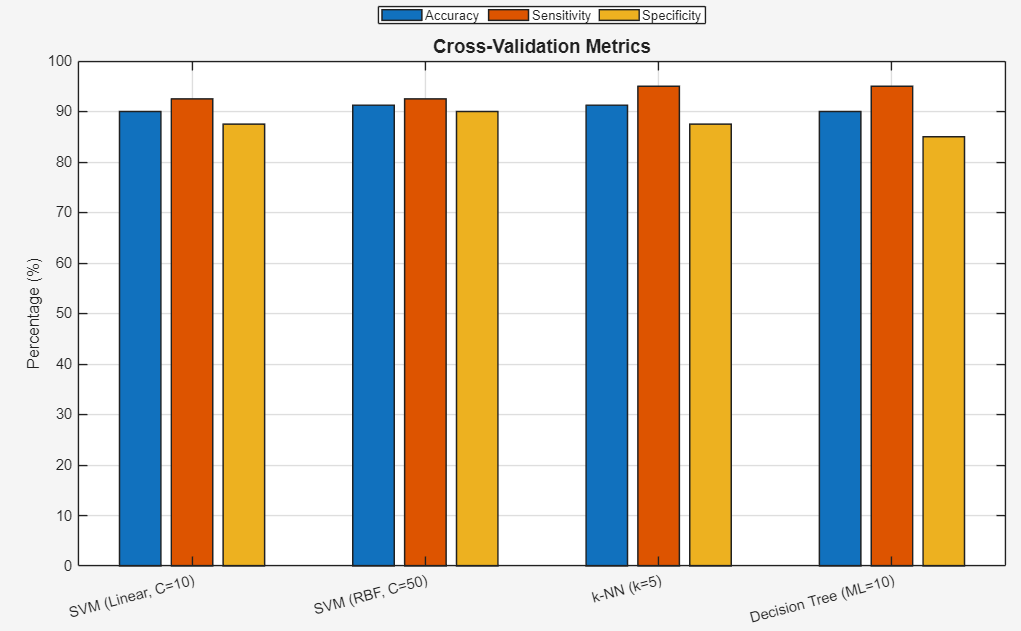 Accuracy Sensitivity Specificity
Cross-Validation Metrics
100
90
80
70
60
50
40
30
20
10
0
Percentage (%)
SVM (Linear, C=10)
SVM (RBF, C=50)
k-NN (k=5)
Decision Tree (ML=10)